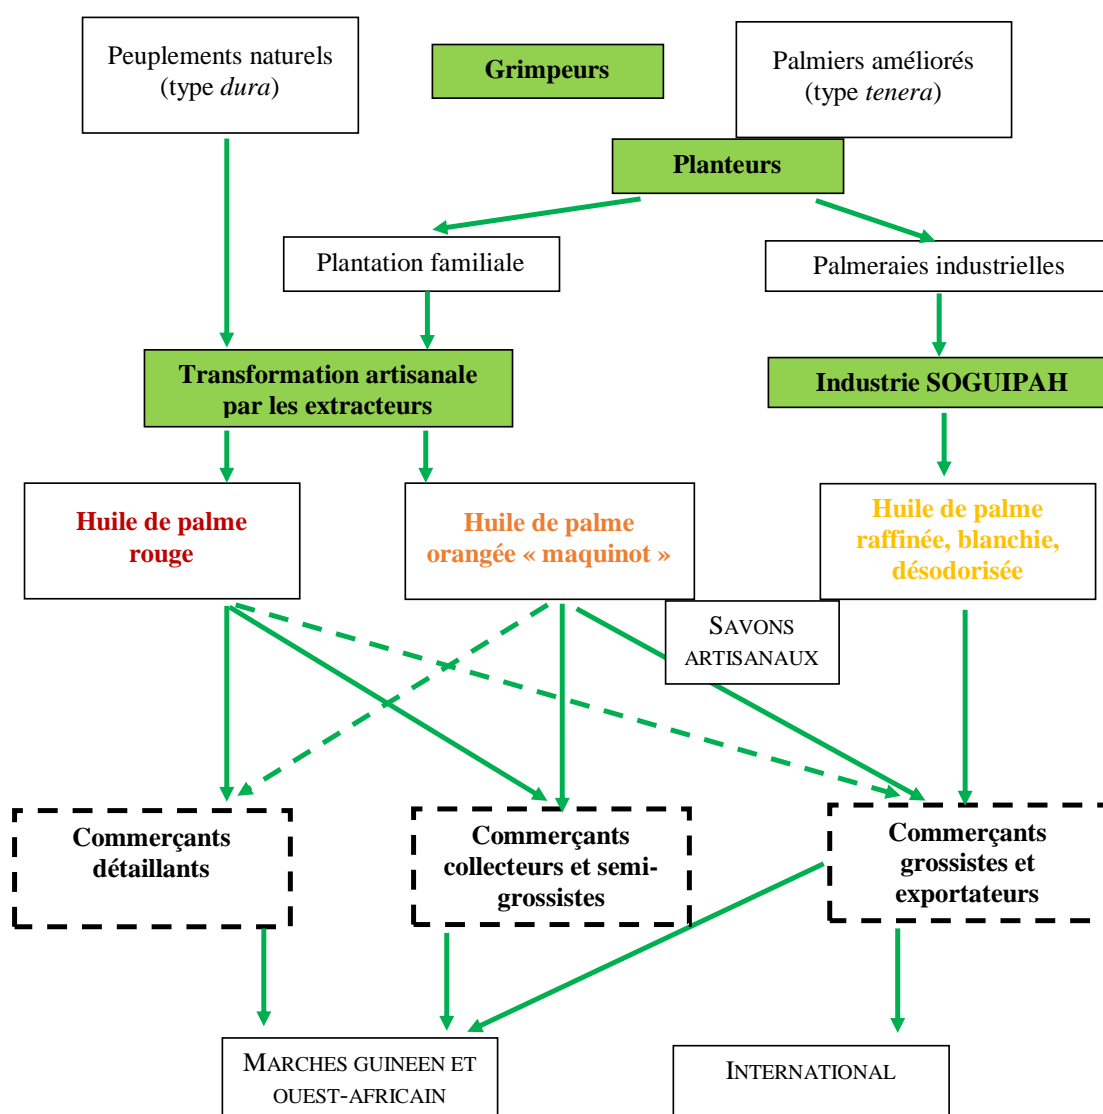 Peuplements naturels
(type dura)
Grimpeurs
Palmiers améliorés
(type tenera)
Planteurs
Plantation familiale
Palmeraies industrielles
Transformation artisanale
par les extracteurs
Industrie SOGUIPAH
Huile de palme
rouge
Huile de palme
orangée « maquinot »
Huile de palme
raffinée, blanchie,
désodorisée
SAVONS
ARTISANAUX
Commerçants
détaillants
Commerçants
collecteurs et semi-
grossistes
Commerçants
grossistes et
exportateurs
MARCHES GUINEEN ET
OUEST-AFRICAIN
INTERNATIONAL